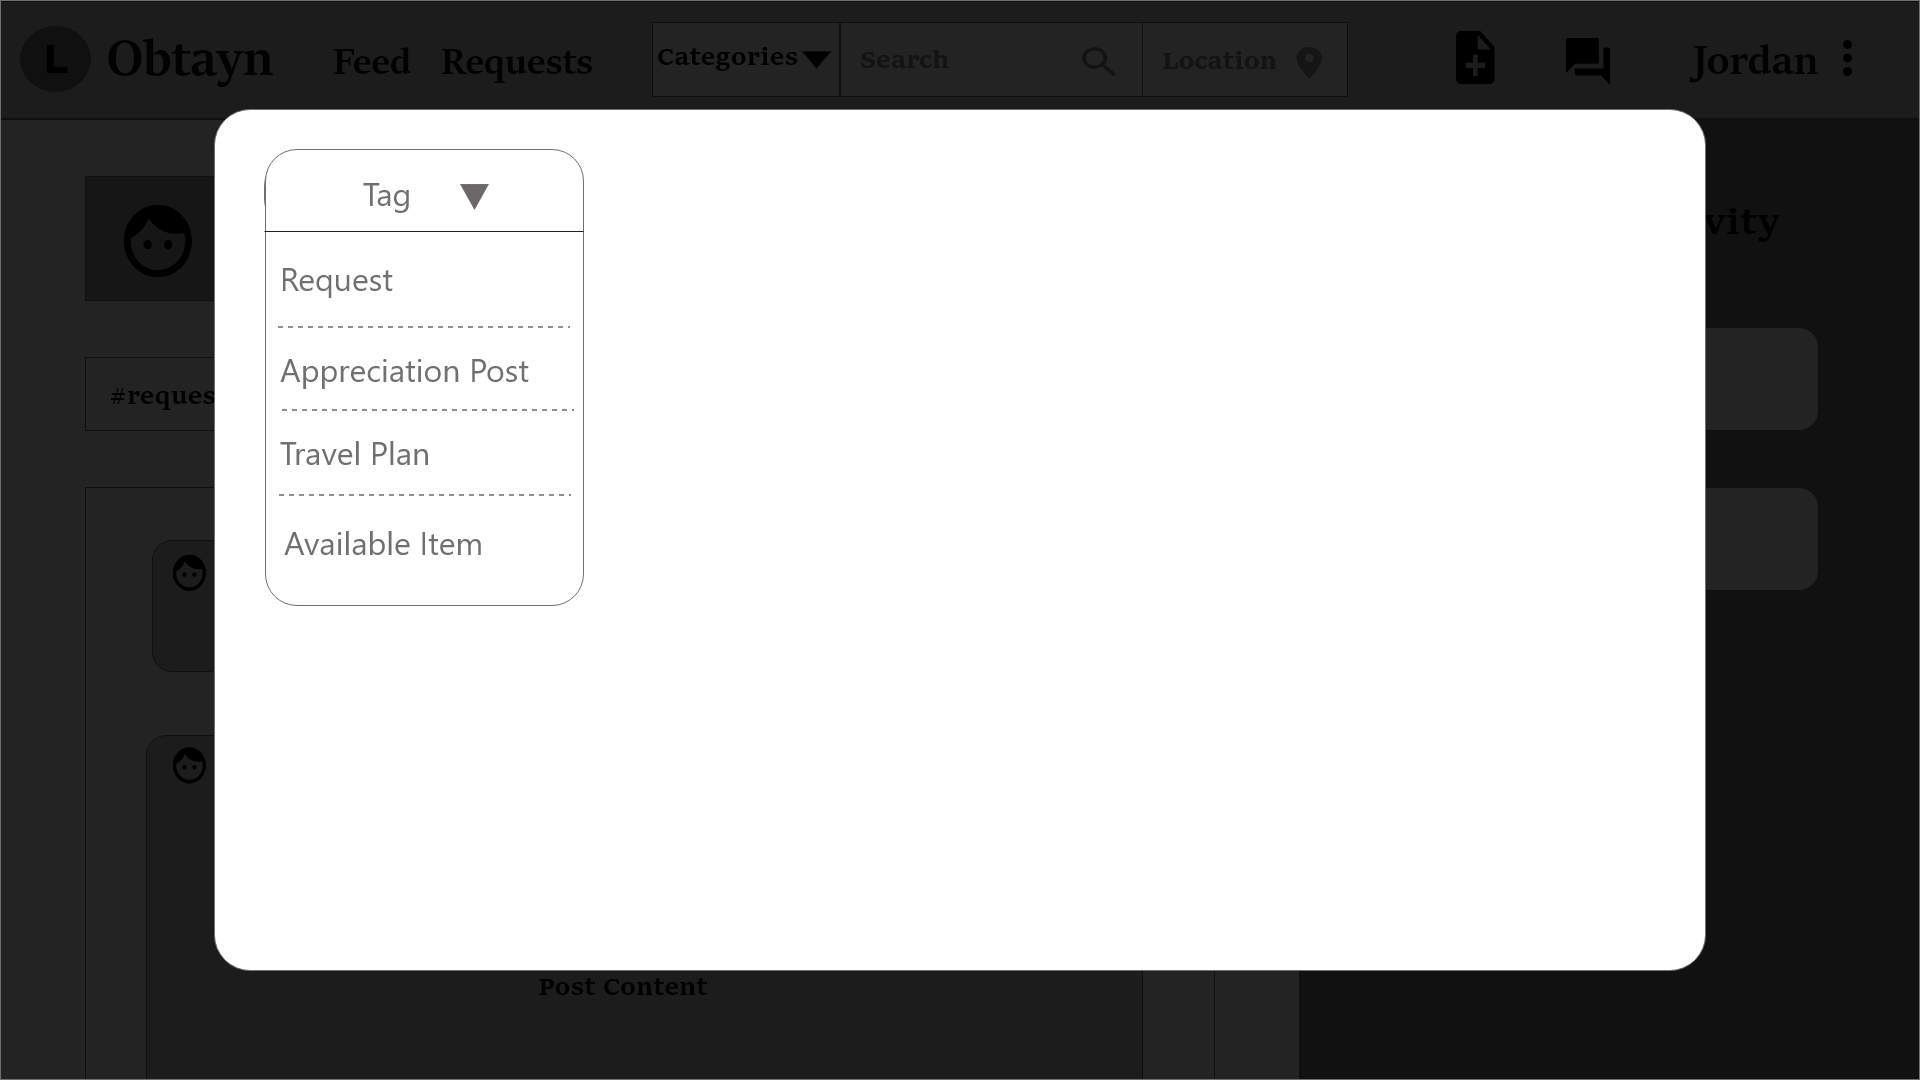 L Obtayn Feed Requests Categories Search Location Jordan
vity
Tag
Request
#reques
Appreciation Post
Travel Plan
Available Item
Post Content